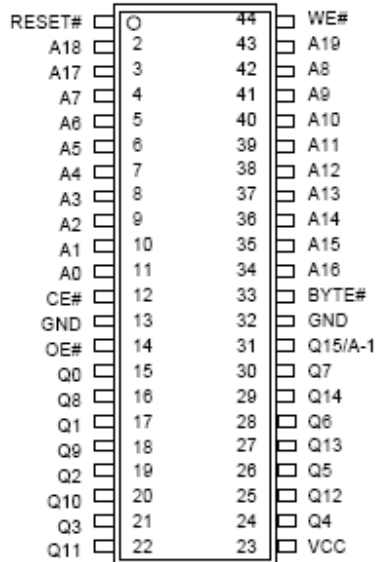 RESET# 44 WE#
A18 2 43 A19
A17 3 42 A8
A7 4 41 A9
A6 5 40 A10
A5 6 39 A11
A4 7 38 A12
A3 8 37 A13
A2 9 36 A14
A1 10 35 A15
A0 11 34 A16
CE# 12 33 BYTE#
GND 13 32 GND
OE# 14 31 Q15/A-1
Q0 15 30 Q7
Q8 16 29 Q14
Q1 17 28 Q6
Q9 18 27 Q13
Q2 19 26 Q5
Q10 20 25 Q12
Q3 21 24 Q4
Q11 22 23 VCC